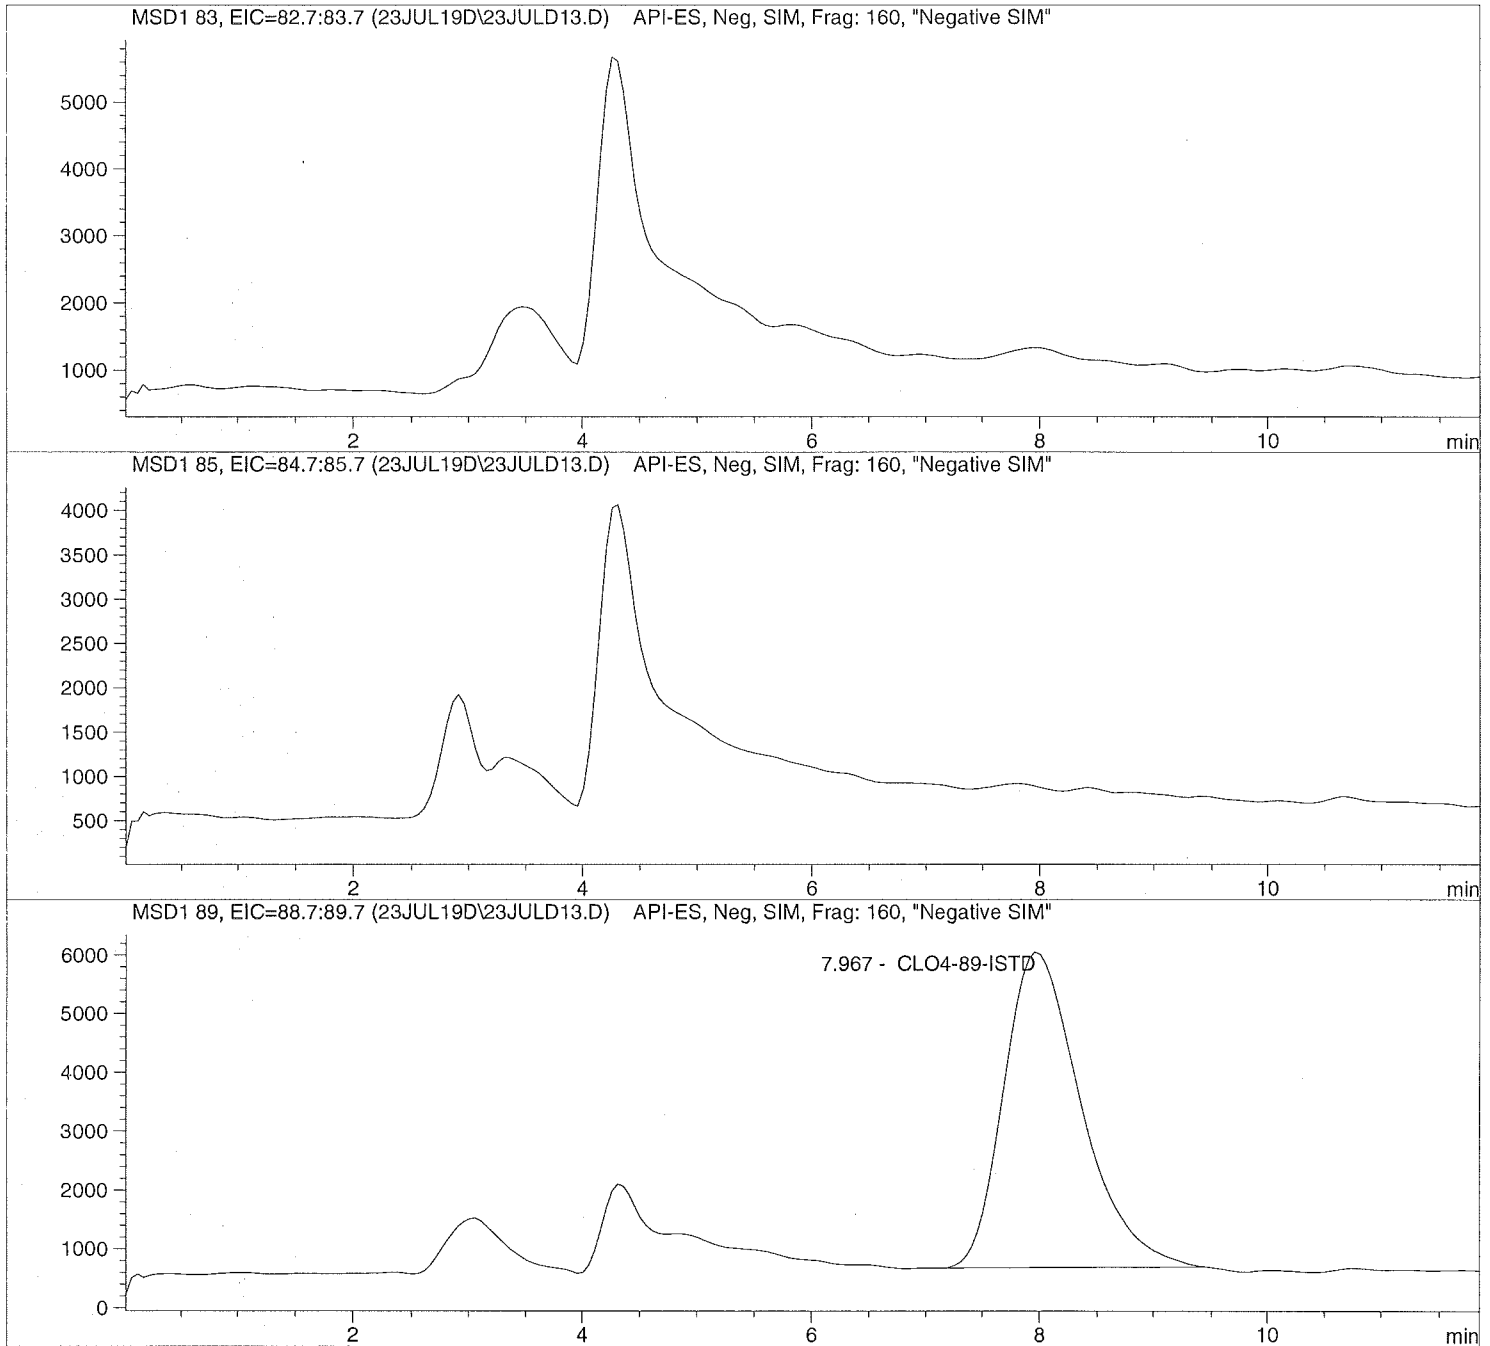 MSD1 83, EIC=82.7:83.7 (23JUL19D\23JULD13.D) API-ES, Neg, SIM, Frag: 160, "Negative SIM"
5000
4000
3000
2000
1000
2 4 6 8 10 min
MSD1 85, EIC=84.7:85.7 (23JUL19D\23JULD13.D) API-ES, Neg, SIM, Frag: 160, "Negative SIM"
4000
3500
3000
2500
2000
1500
1000
500
2 4 6 8 10 min
MSD1 89, EIC=88.7:89.7 (23JUL19D\23JULD13.D) API-ES, Neg, SIM, Frag: 160, "Negative SIM"
6000
7.967 - CLO4-89-ISTD
5000
4000
3000
2000
1000
0
2 4 6 8 10 min